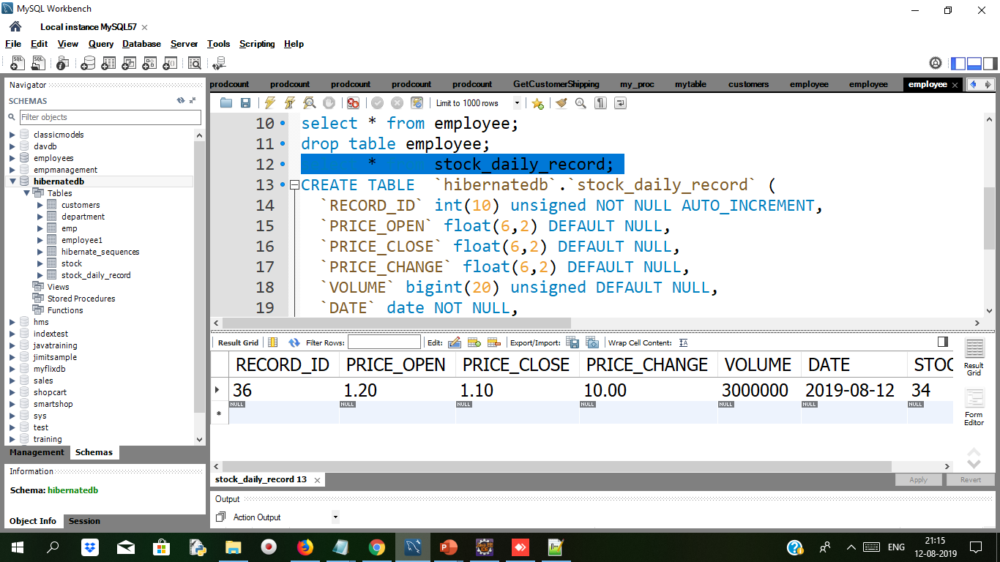 MySQL Workbench
Local instance MySQL57
File Edit View Query Database Server Tools Scripting Help
Navigator
SCHEMAS
Filter objects
classicmodels
davdb
employees
empmanagement
hibernatedb
Tables
customers
department
emp
employee1
hibernate_sequences
stock
stock_daily_record
Views
Stored Procedures
Functions
hms
indextest
javatraining
jimitsample
myflixdb
sales
shopcart
smartshop
sys
test
training
Management Schemas
Information
Schema: hibernatedb
Object Info Session
prodcount prodcount prodcount prodcount prodcount GetCustomerShipping my_proc mytable customers employee employee employee
Limit to 1000 rows
10 select * from employee;
11 drop table employee;
12 * stock_daily_record;
13 CREATE TABLE `hibernatedb`.`stock_daily_record` (
14 `RECORD_ID` int(10) unsigned NOT NULL AUTO_INCREMENT,
15 `PRICE_OPEN` float(6,2) DEFAULT NULL,
16 `PRICE_CLOSE` float(6,2) DEFAULT NULL,
17 `PRICE_CHANGE` float(6,2) DEFAULT NULL,
18 `VOLUME` bigint(20) unsigned DEFAULT NULL,
19 `DATE` date NOT NULL,
Result Grid Filter Rows: Edit: Export/Import: Wrap Cell Content:
RECORD_ID PRICE_OPEN PRICE_CLOSE PRICE_CHANGE VOLUME DATE STOC
36 1.20 1.10 10.00 3000000 2019-08-12 34
NULL NULL NULL NULL NULL NULL NULL
Result Grid
Form Editor
stock_daily_record 13
Apply Revert
Output
Action Output
ENG
21:15
12-08-2019